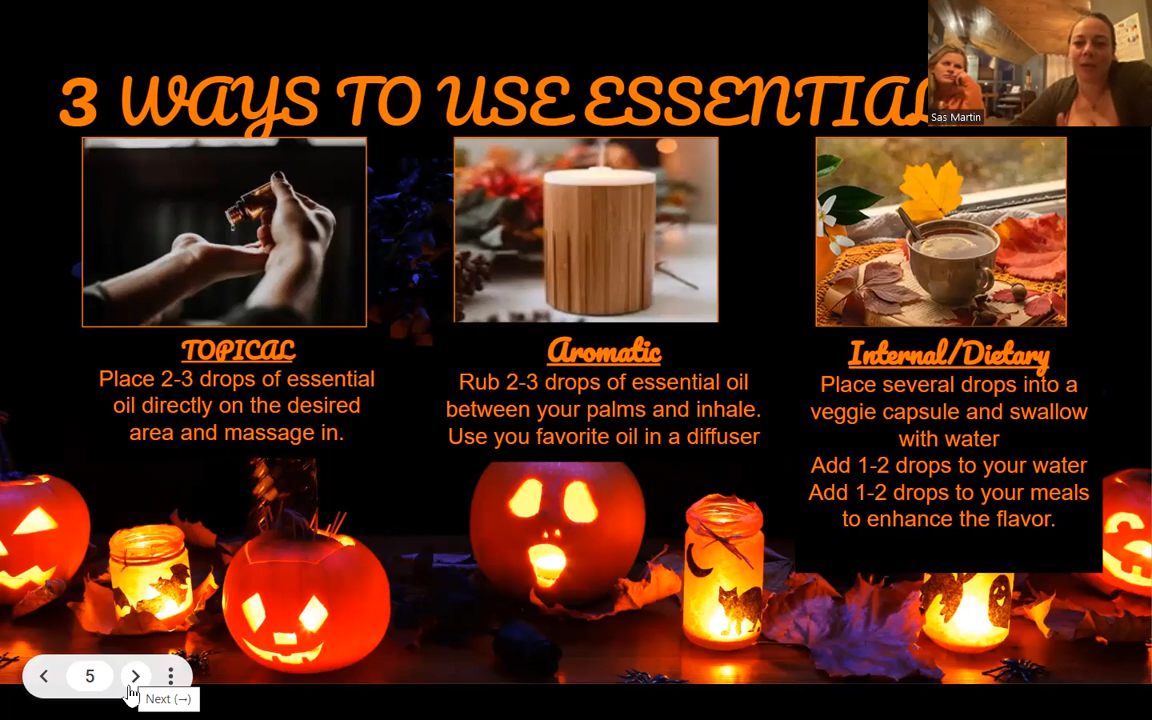 3 WAYS TO USE ESSENTIAL
Sas Martin
TOPICAL
Place 2-3 drops of essential
oil directly on the desired
area and massage in.
Aromatic
Rub 2-3 drops of essential oil
between your palms and inhale.
Use you favorite oil in a diffuser
Internal/Dietary
Place several drops into a
veggie capsule and swallow
with water
Add 1-2 drops to your water
Add 1-2 drops to your meals
to enhance the flavor.
5
Next (→)